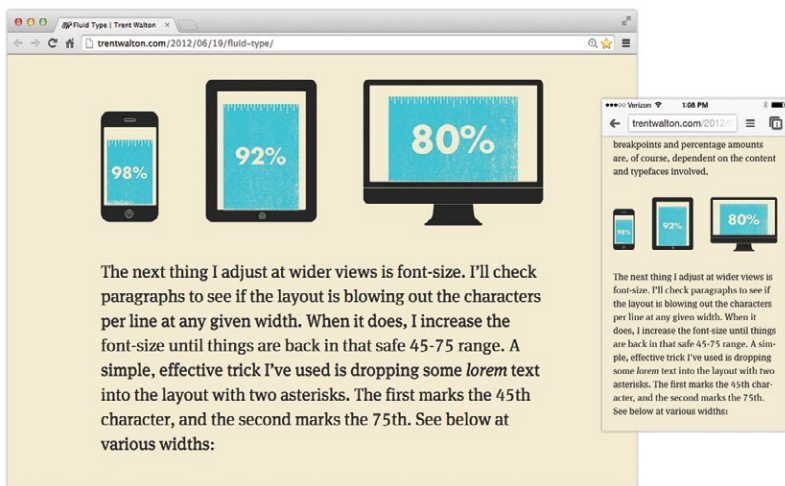 Fluid Type | Trent Walton
trentwalton.com/2012/06/19/fluid-type/
98%
92%
80%
The next thing I adjust at wider views is font-size. I'll check
paragraphs to see if the layout is blowing out the characters
per line at any given width. When it does, I increase the
font-size until things are back in that safe 45-75 range. A
simple, effective trick I've used is dropping some lorem text
into the layout with two asterisks. The first marks the 45th
character, and the second marks the 75th. See below at
various widths:
Verizon 1:08 PM
trentwalton.com/2012/
breakpoints and percentage amounts
are, of course, dependent on the content
and typefaces involved.
98%
92%
80%
The next thing I adjust at wider views is
font-size. I'll check paragraphs to see if
the layout is blowing out the characters
per line at any given width. When it
does, I increase the font-size until things
are back in that safe 45-75 range. A sim-
ple, effective trick I've used is dropping
some lorem text into the layout with two
asterisks. The first marks the 45th char-
acter, and the second marks the 75th.
See below at various widths: